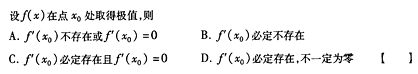 设f(x)在点 x₀ 处取得极值,则
A. f′(x₀)不存在或f′(x₀)=0 B. f′(x₀)必定不存在
C. f′(x₀)必定存在且f′(x₀)=0 D. f′(x₀)必定存在,不一定为零 【 】